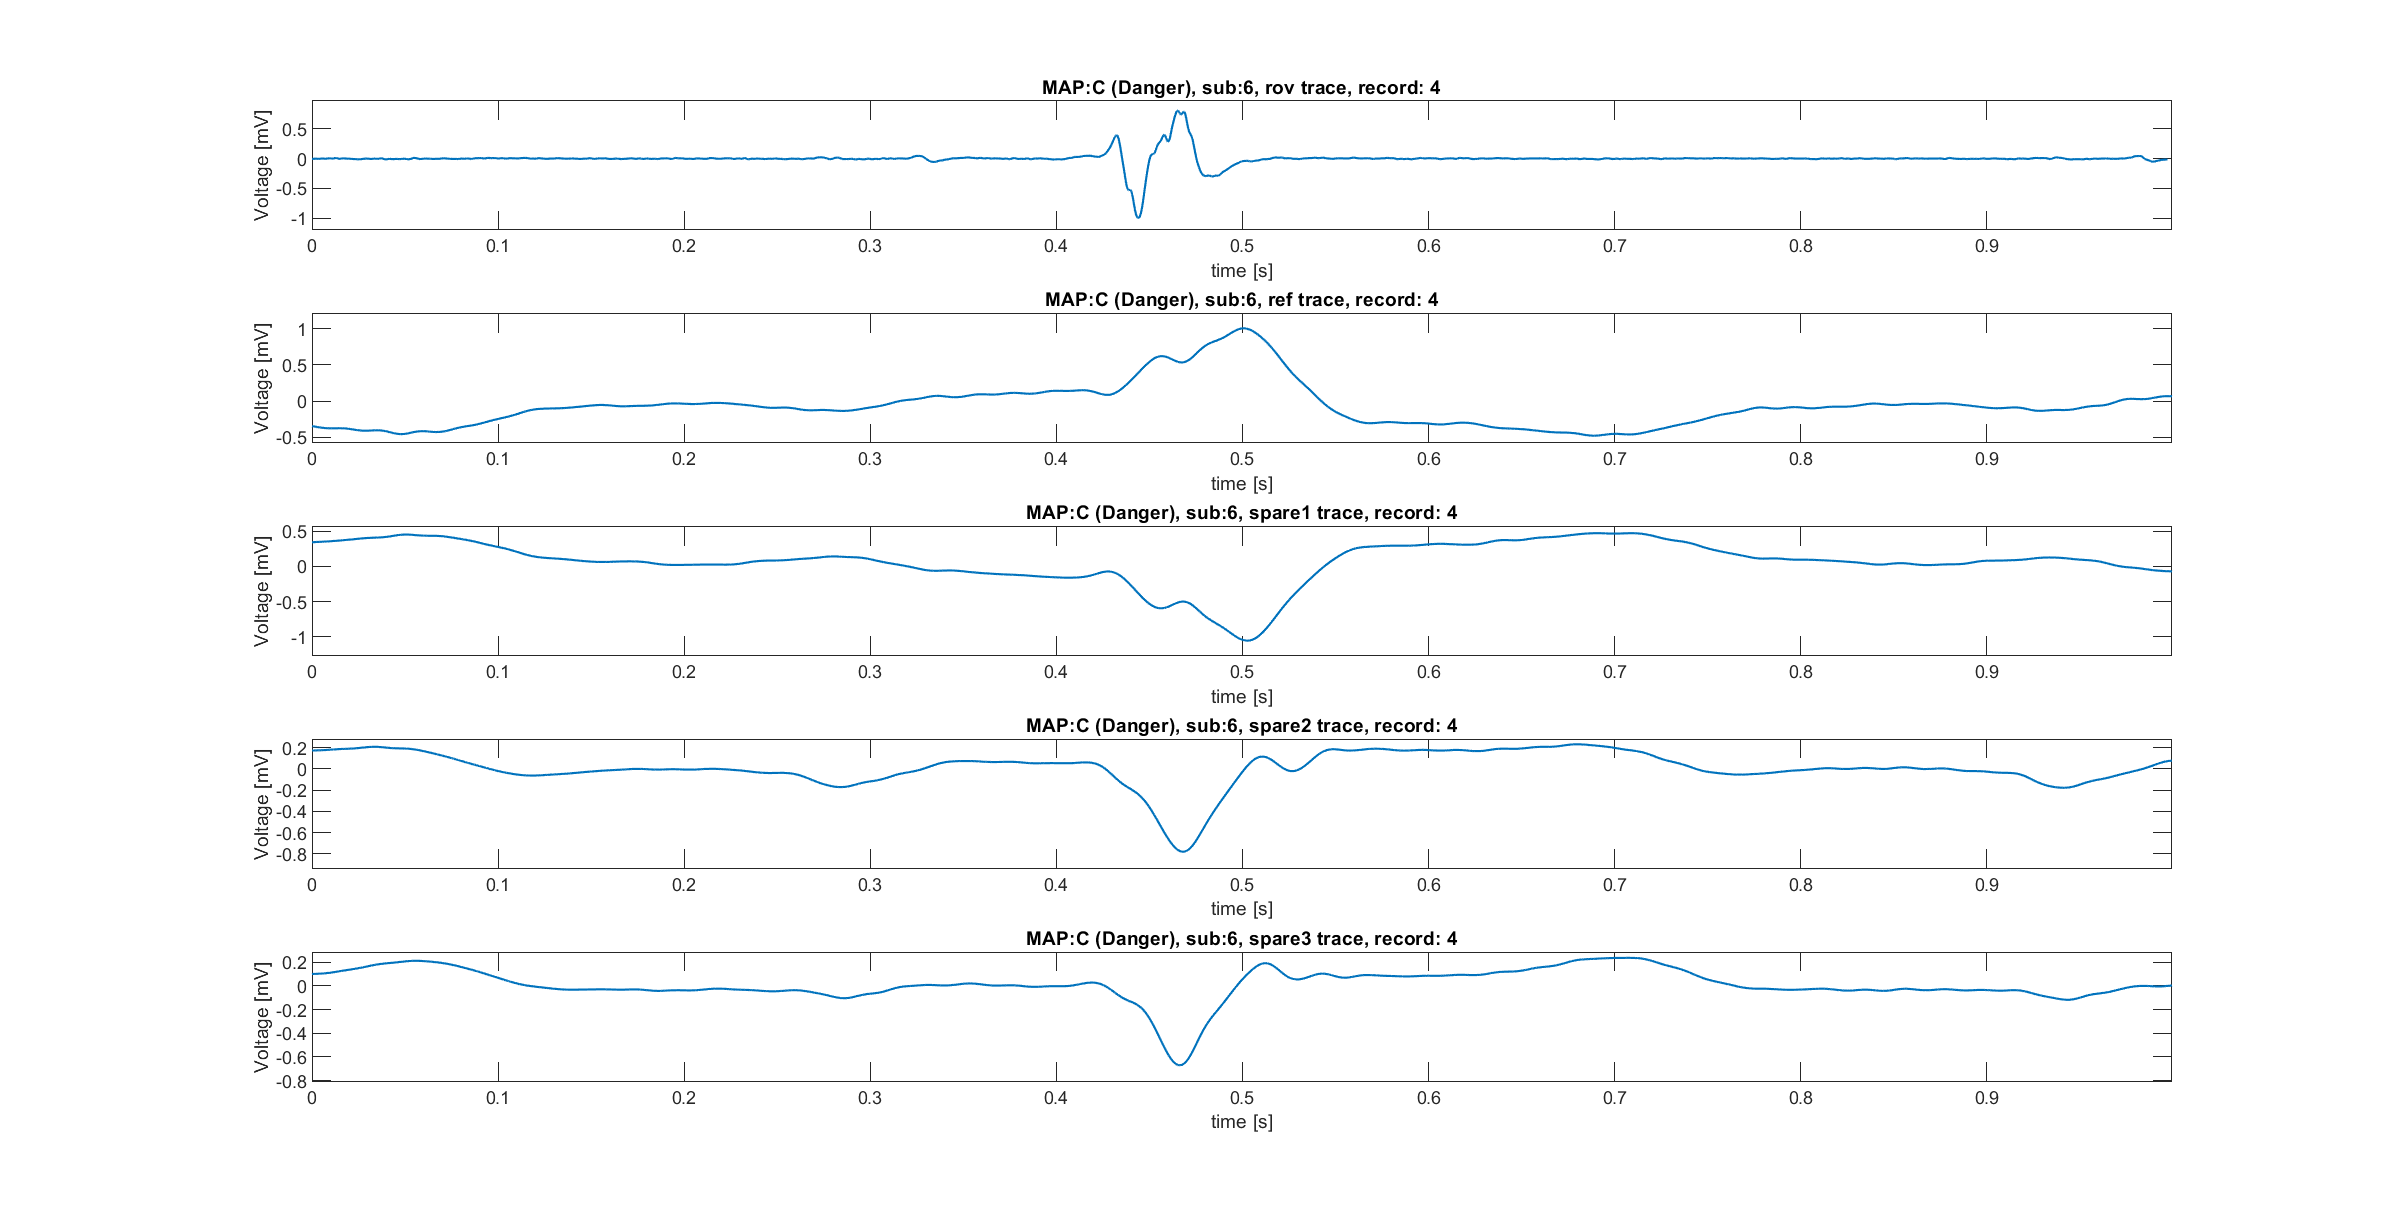 MAP:C (Danger), sub:6, rov trace, record: 4
Voltage [mV]
0.5
0
-0.5
-1
0 0.1 0.2 0.3 0.4 0.5 0.6 0.7 0.8 0.9
time [s]
MAP:C (Danger), sub:6, ref trace, record: 4
Voltage [mV]
1
0.5
0
-0.5
0 0.1 0.2 0.3 0.4 0.5 0.6 0.7 0.8 0.9
time [s]
MAP:C (Danger), sub:6, spare1 trace, record: 4
Voltage [mV]
0.5
0
-0.5
-1
0 0.1 0.2 0.3 0.4 0.5 0.6 0.7 0.8 0.9
time [s]
MAP:C (Danger), sub:6, spare2 trace, record: 4
Voltage [mV]
0.2
0
-0.2
-0.4
-0.6
-0.8
0 0.1 0.2 0.3 0.4 0.5 0.6 0.7 0.8 0.9
time [s]
MAP:C (Danger), sub:6, spare3 trace, record: 4
Voltage [mV]
0.2
0
-0.2
-0.4
-0.6
-0.8
0 0.1 0.2 0.3 0.4 0.5 0.6 0.7 0.8 0.9
time [s]